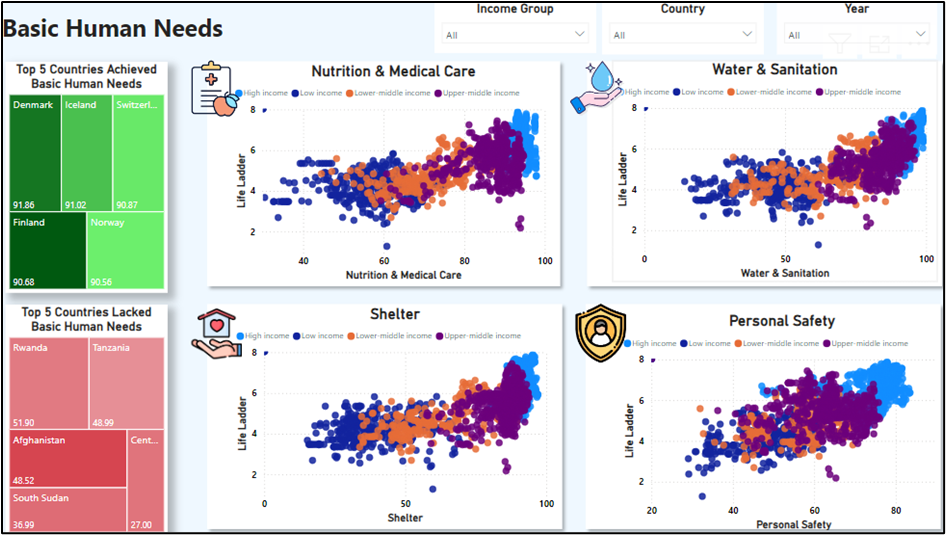 Basic Human Needs
Income Group
All
Country
All
Year
All
Top 5 Countries Achieved
Basic Human Needs
Denmark
91.86
Iceland
91.02
Switzerl...
90.87
Finland
90.68
Norway
90.56
Nutrition & Medical Care
High income Low income Lower-middle income Upper-middle income
Life Ladder
8
6
4
2
40 60 80 100
Nutrition & Medical Care
Water & Sanitation
High income Low income Lower-middle income Upper-middle income
Life Ladder
8
6
4
2
0 50 100
Water & Sanitation
Top 5 Countries Lacked
Basic Human Needs
Rwanda
51.90
Tanzania
48.99
Afghanistan
48.52
Cent...
27.00
South Sudan
36.99
Shelter
High income Low income Lower-middle income Upper-middle income
Life Ladder
8
6
4
2
0 50 100
Shelter
Personal Safety
High income Low income Lower-middle income Upper-middle income
Life Ladder
8
6
4
2
20 40 60 80
Personal Safety